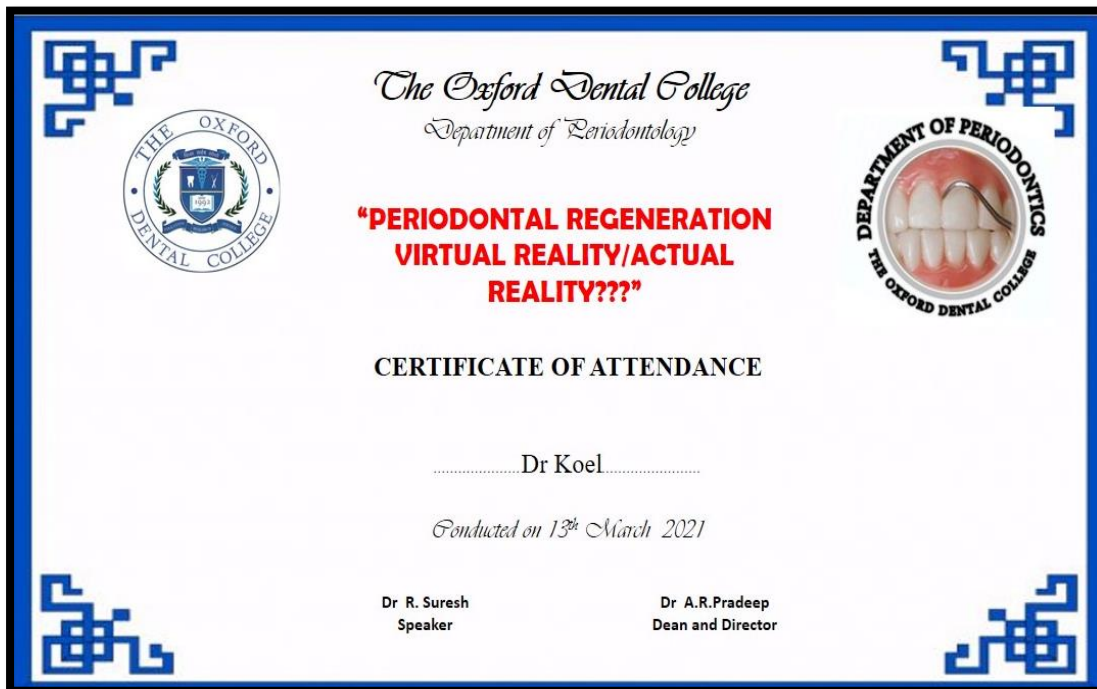 The Oxford Dental College
Department of Periodontology
THE OXFORD
DENTAL COLLEGE
1992
DEPARTMENT OF PERIODONTICS
THE OXFORD DENTAL COLLEGE
“PERIODONTAL REGENERATION
VIRTUAL REALITY/ACTUAL
REALITY???”
CERTIFICATE OF ATTENDANCE
......................Dr Koel.........................
Conducted on 13th March 2021
Dr R. Suresh
Speaker
Dr A.R.Pradeep
Dean and Director